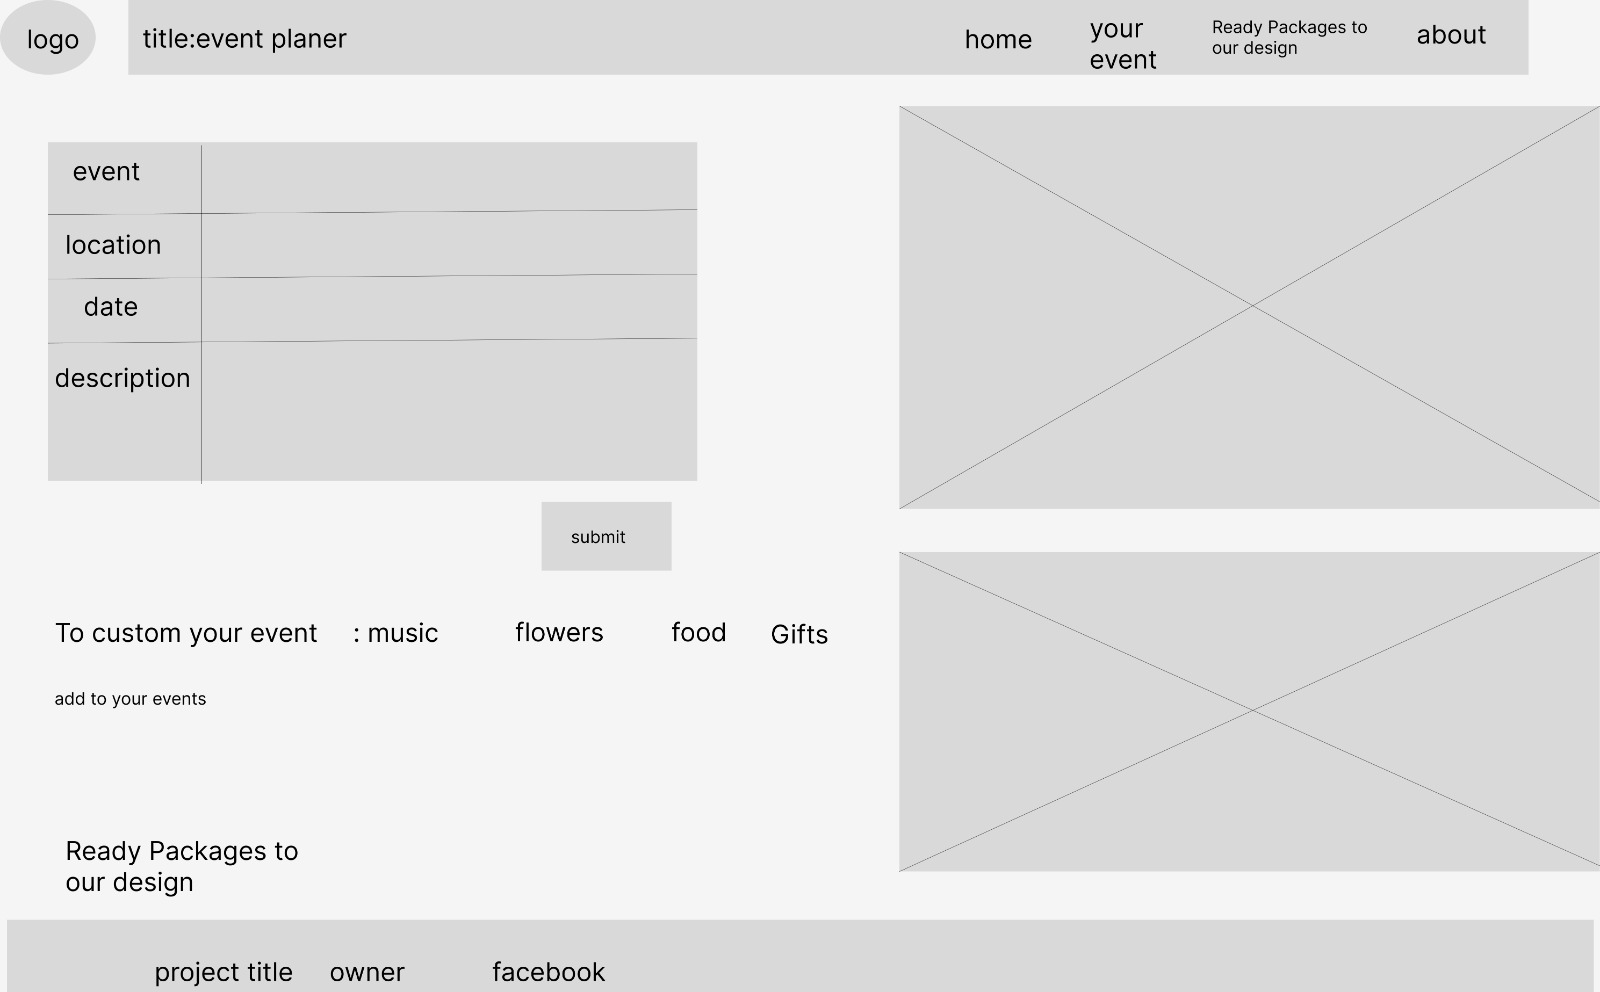 logo
title:event planer
home
your
event
Ready Packages to
our design
about
event
location
date
description
submit
To custom your event : music flowers food Gifts
add to your events
Ready Packages to
our design
project title owner facebook